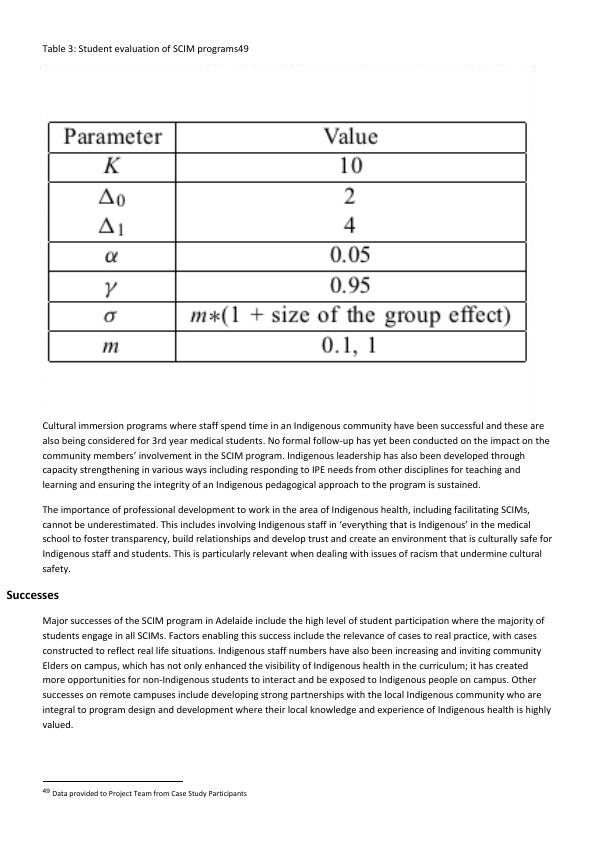 Table 3: Student evaluation of SCIM programs49
Parameter Value
K 10
Δ0 2
Δ1 4
α 0.05
γ 0.95
σ m*(1 + size of the group effect)
m 0.1, 1
Cultural immersion programs where staff spend time in an Indigenous community have been successful and these are
also being considered for 3rd year medical students. No formal follow-up has yet been conducted on the impact on the
community members’ involvement in the SCIM program. Indigenous leadership has also been developed through
capacity strengthening in various ways including responding to IPE needs from other disciplines for teaching and
learning and ensuring the integrity of an Indigenous pedagogical approach to the program is sustained.
The importance of professional development to work in the area of Indigenous health, including facilitating SCIMs,
cannot be underestimated. This includes involving Indigenous staff in ‘everything that is Indigenous’ in the medical
school to foster transparency, build relationships and develop trust and create an environment that is culturally safe for
Indigenous staff and students. This is particularly relevant when dealing with issues of racism that undermine cultural
safety.
Successes
Major successes of the SCIM program in Adelaide include the high level of student participation where the majority of
students engage in all SCIMs. Factors enabling this success include the relevance of cases to real practice, with cases
constructed to reflect real life situations. Indigenous staff numbers have also been increasing and inviting community
Elders on campus, which has not only enhanced the visibility of Indigenous health in the curriculum; it has created
more opportunities for non-Indigenous students to interact and be exposed to Indigenous people on campus. Other
successes on remote campuses include developing strong partnerships with the local Indigenous community who are
integral to program design and development where their local knowledge and experience of Indigenous health is highly
valued.
49 Data provided to Project Team from Case Study Participants